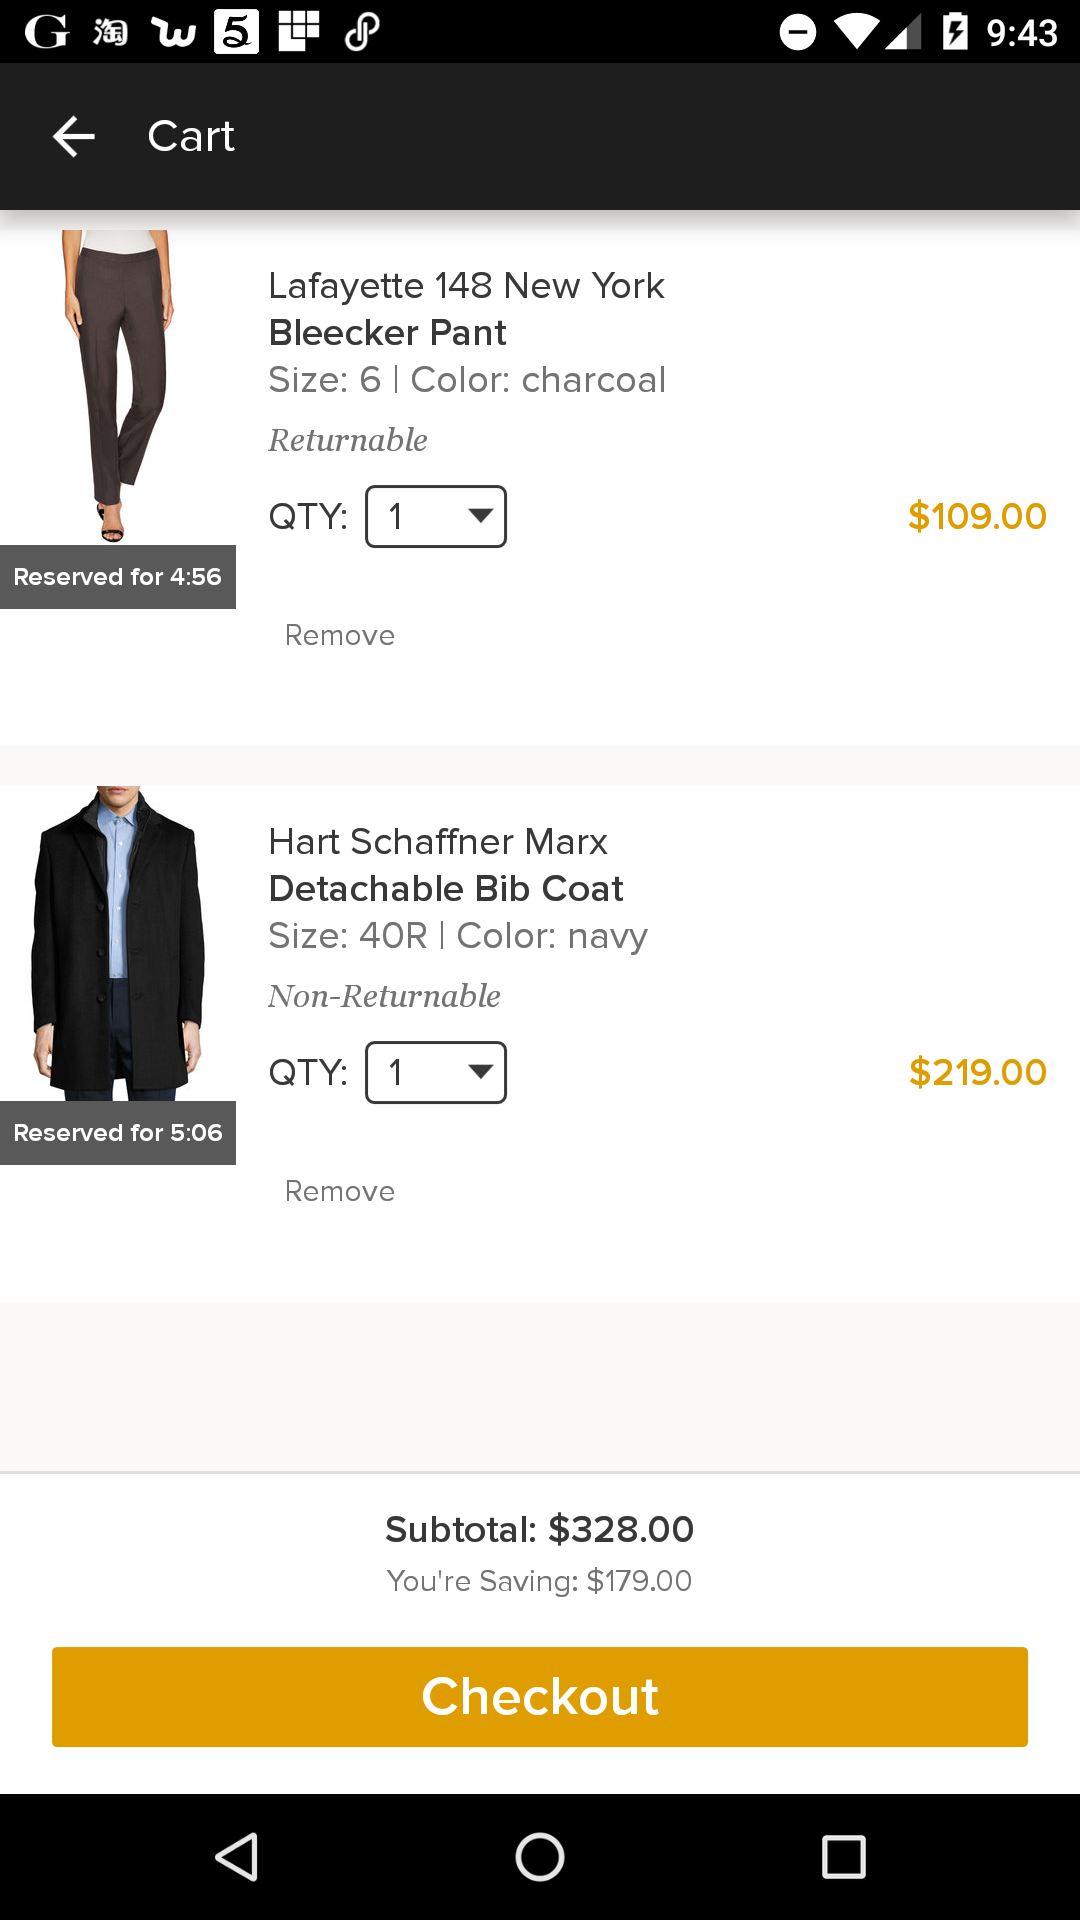 G 淘 w 5 9:43
Cart
Lafayette 148 New York
Bleecker Pant
Size: 6 | Color: charcoal
Returnable
QTY: 1 $109.00
Reserved for 4:56
Remove
Hart Schaffner Marx
Detachable Bib Coat
Size: 40R | Color: navy
Non-Returnable
QTY: 1 $219.00
Reserved for 5:06
Remove
Subtotal: $328.00
You're Saving: $179.00
Checkout